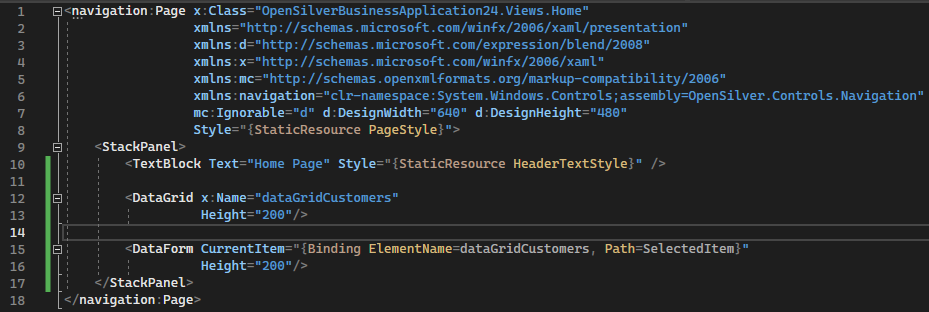 1 <navigation:Page x:Class="OpenSilverBusinessApplication24.Views.Home"
2 xmlns="http://schemas.microsoft.com/winfx/2006/xaml/presentation"
3 xmlns:d="http://schemas.microsoft.com/expression/blend/2008"
4 xmlns:x="http://schemas.microsoft.com/winfx/2006/xaml"
5 xmlns:mc="http://schemas.openxmlformats.org/markup-compatibility/2006"
6 xmlns:navigation="clr-namespace:System.Windows.Controls;assembly=OpenSilver.Controls.Navigation"
7 mc:Ignorable="d" d:DesignWidth="640" d:DesignHeight="480"
8 Style="{StaticResource PageStyle}">
9 <StackPanel>
10 <TextBlock Text="Home Page" Style="{StaticResource HeaderTextStyle}" />
11
12 <DataGrid x:Name="dataGridCustomers"
13 Height="200"/>
14
15 <DataForm CurrentItem="{Binding ElementName=dataGridCustomers, Path=SelectedItem}"
16 Height="200"/>
17 </StackPanel>
18 </navigation:Page>